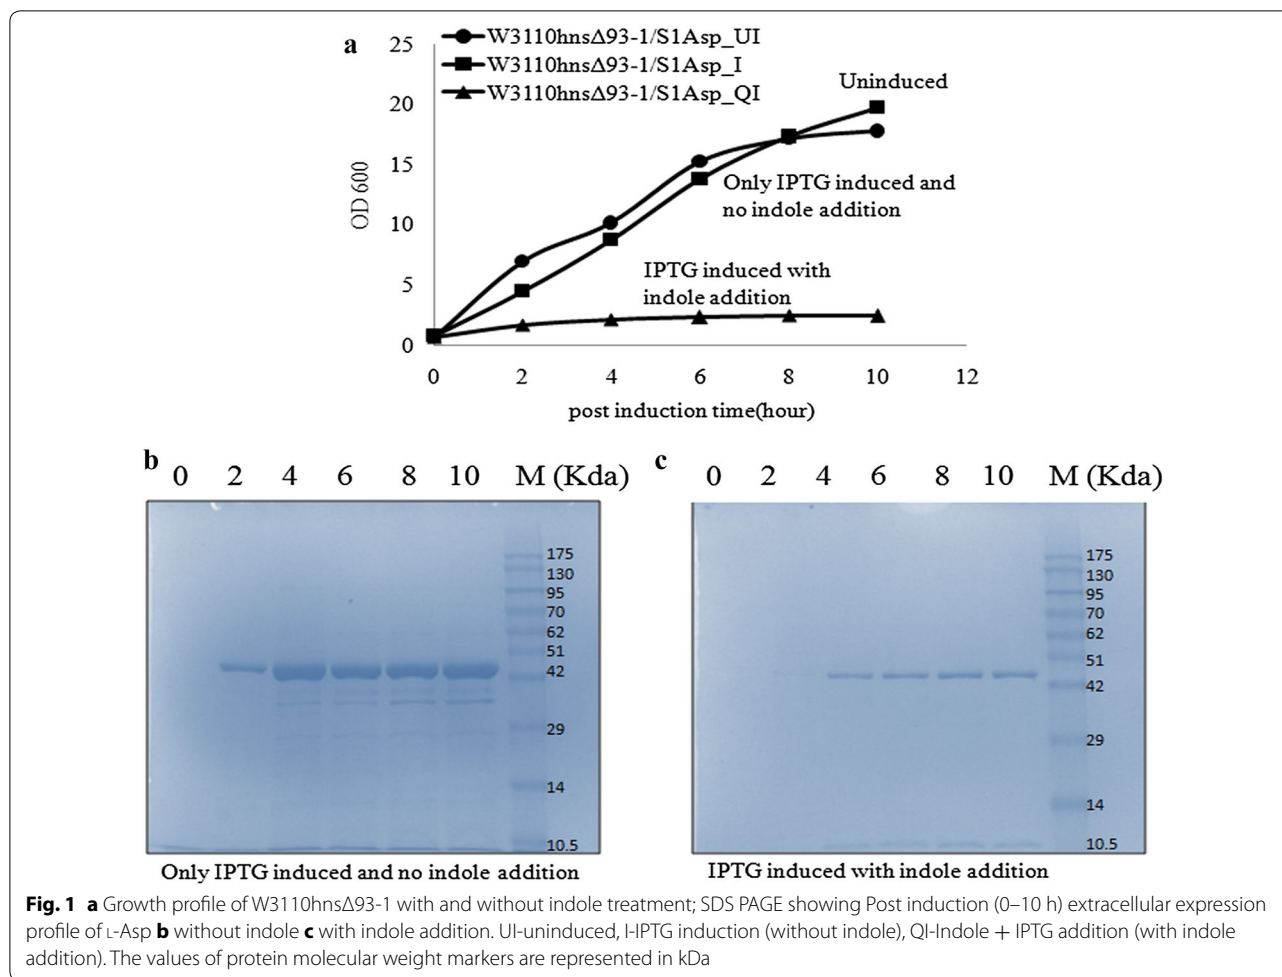 a
25
20
15
10
5
0
OD 600
W3110hnsΔ93-1/S1Asp_UI
W3110hnsΔ93-1/S1Asp_I
W3110hnsΔ93-1/S1Asp_QI
Uninduced
Only IPTG induced and
no indole addition
IPTG induced with
indole addition
0 2 4 6 8 10 12
post induction time(hour)
b
0 2 4 6 8 10 M (Kda)
175
130
95
70
62
51
42
29
14
10.5
Only IPTG induced and no indole addition
c
0 2 4 6 8 10 M (Kda)
175
130
95
70
62
51
42
29
14
10.5
IPTG induced with indole addition
Fig. 1 a Growth profile of W3110hnsΔ93-1 with and without indole treatment; SDS PAGE showing Post induction (0–10 h) extracellular expression
profile of L-Asp b without indole c with indole addition. UI-uninduced, I-IPTG induction (without indole), QI-Indole + IPTG addition (with indole
addition). The values of protein molecular weight markers are represented in kDa